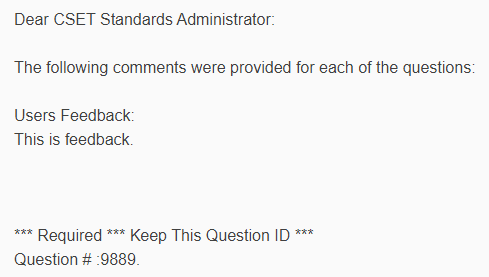 Dear CSET Standards Administrator:
The following comments were provided for each of the questions:
Users Feedback:
This is feedback.
*** Required *** Keep This Question ID ***
Question # :9889.